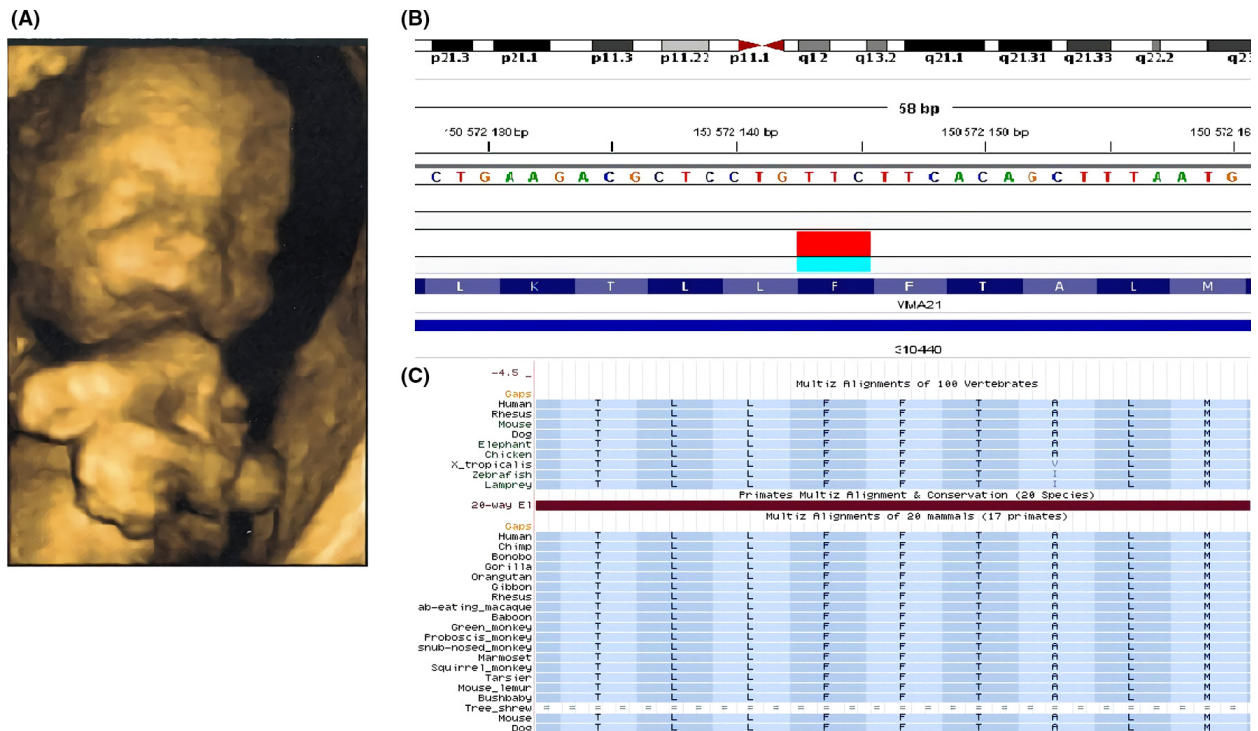 (A)
(B)
p21.3 p21.1 p11.3 p11.22 p11.1 q12 q13.2 q21.1 q21.31 q21.33 q22.2
58 bp
150 572 140 bp 150 572 150 bp
C T G A A G A C G C T C C T G T T C T T C A C A G C T T T A A T G
L K T L L F F T A L M
VMA21
310440
(C)
-4.5 _
Multiz Alignments of 100 Vertebrates
Gaps
Human T L L F F T A L M
Rhesus T L L F F T A L M
Mouse T L L F F T A L M
Dog T L L F F T A L M
Elephant T L L F F T A L M
Chicken T L L F F T A L M
X_tropicalis T L L F F T V L M
Zebrafish T L L F F T I L M
Lamprey T L L F F T I L M
Primates Multiz Alignment & Conservation (20 Species)
20-way El
Multiz Alignments of 20 mammals (17 primates)
Gaps
Human T L L F F T A L M
Chimp T L L F F T A L M
Bonobo T L L F F T A L M
Gorilla T L L F F T A L M
Orangutan T L L F F T A L M
Gibbon T L L F F T A L M
Rhesus T L L F F T A L M
ab-eating_macaque T L L F F T A L M
Baboon T L L F F T A L M
Green_monkey T L L F F T A L M
Proboscis_monkey T L L F F T A L M
snub-nosed_monkey T L L F F T A L M
Marmoset T L L F F T A L M
Squirrel_monkey T L L F F T A L M
Tarsier T L L F F T A L M
Mouse_lemur T L L F F T A L M
Bushbaby T L L F F T A L M
Tree_shrew = = = = = = = = = = = = = = = = = = = = = = = = = = = =
Mouse T L L F F T A L M
Dog T L L F F T A L M